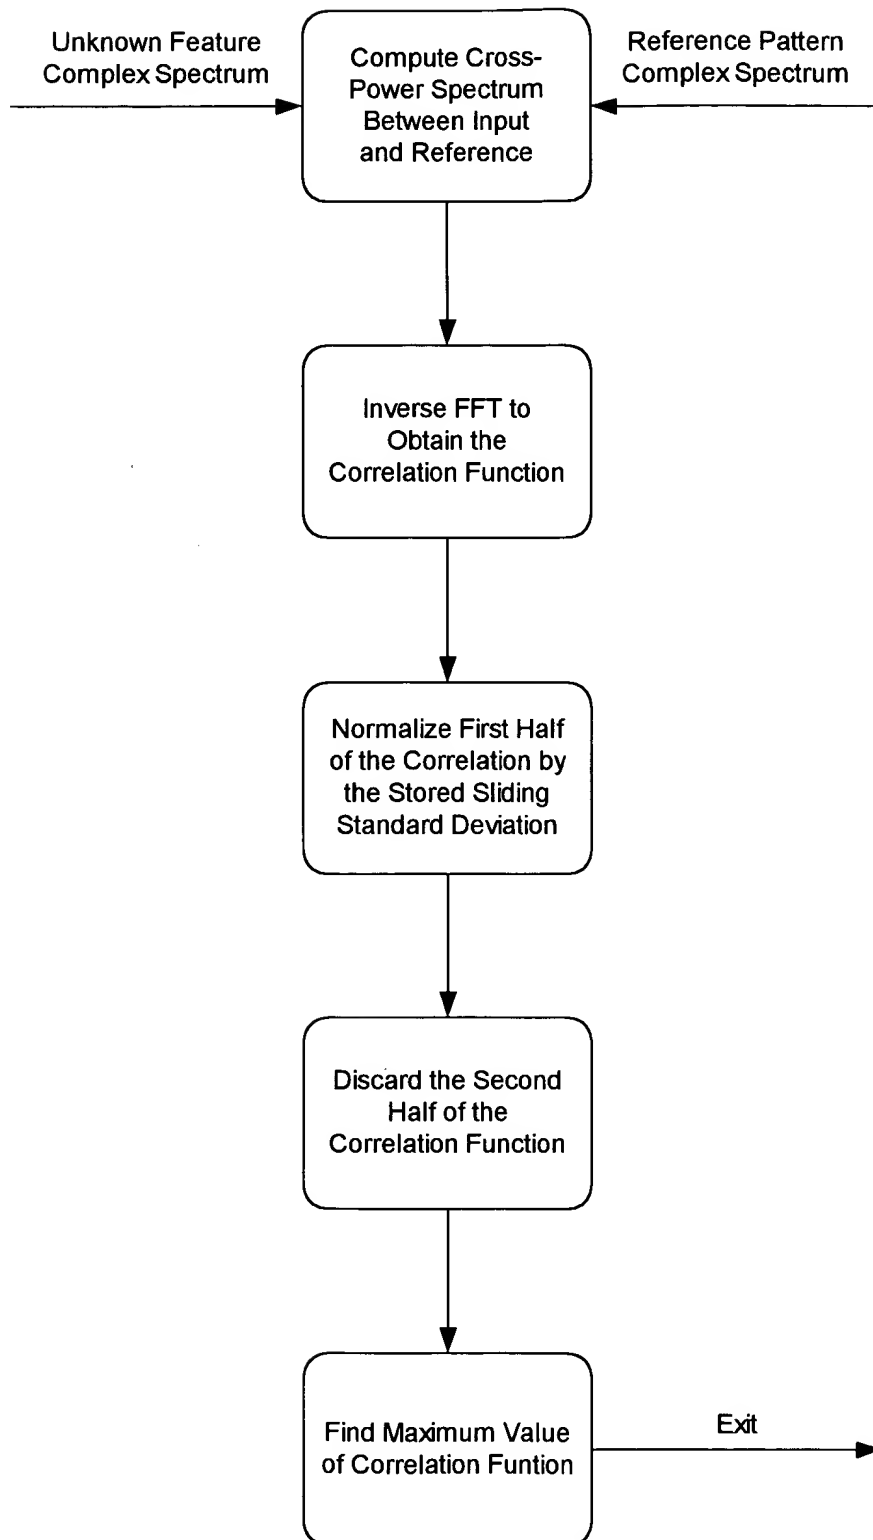 Unknown Feature
Complex Spectrum
Compute Cross-
Power Spectrum
Between Input
and Reference
Reference Pattern
Complex Spectrum
Inverse FFT to
Obtain the
Correlation Function
Normalize First Half
of the Correlation by
the Stored Sliding
Standard Deviation
Discard the Second
Half of the
Correlation Function
Find Maximum Value
of Correlation Funtion
Exit